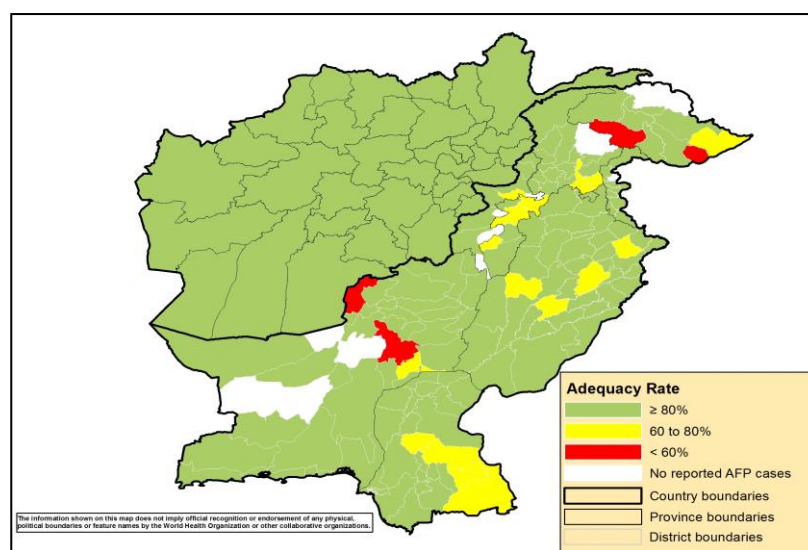 Adequacy Rate
≥ 80%
60 to 80%
< 60%
No reported AFP cases
Country boundaries
Province boundaries
District boundaries
The information shown on this map does not imply official recognition or endorsement of any physical,
political boundaries or feature names by the World Health Organization or other collaborative organizations.